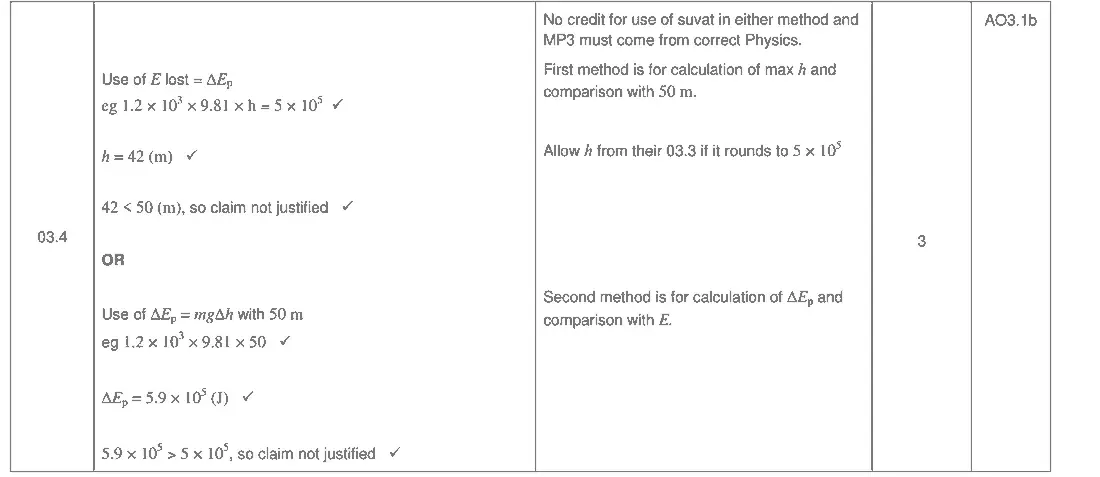 No credit for use of suvat in either method and
MP3 must come from correct Physics.
AO3.1b
Use of E lost = ΔEₚ
eg 1.2 × 10³ × 9.81 × h = 5 × 10⁵ ✓
First method is for calculation of max h and
comparison with 50 m.
h = 42 (m) ✓
Allow h from their 03.3 if it rounds to 5 × 10⁵
42 < 50 (m), so claim not justified ✓
03.4
3
OR
Use of ΔEₚ = mgΔh with 50 m
eg 1.2 × 10³ × 9.81 × 50 ✓
Second method is for calculation of ΔEₚ and
comparison with E.
ΔEₚ = 5.9 × 10⁵ (J) ✓
5.9 × 10⁵ > 5 × 10⁵, so claim not justified ✓